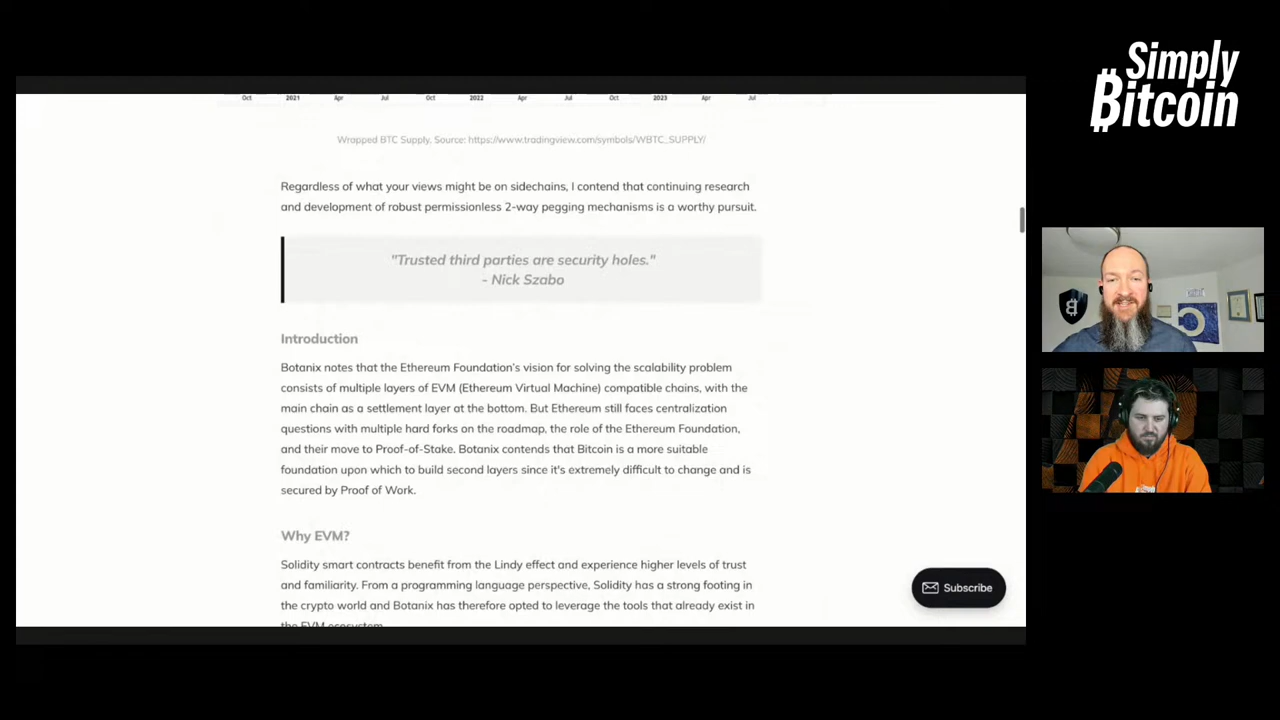 Simply
Bitcoin
Oct 2021 Apr Jul Oct 2022 Apr Jul Oct 2023 Apr Jul
Wrapped BTC Supply, Source: https://www.tradingview.com/symbols/WBTC_SUPPLY/
Regardless of what your views might be on sidechains, I contend that continuing research
and development of robust permissionless 2-way pegging mechanisms is a worthy pursuit.
"Trusted third parties are security holes."
- Nick Szabo
Introduction
Botanix notes that the Ethereum Foundation's vision for solving the scalability problem
consists of multiple layers of EVM (Ethereum Virtual Machine) compatible chains, with the
main chain as a settlement layer at the bottom. But Ethereum still faces centralization
questions with multiple hard forks on the roadmap, the role of the Ethereum Foundation,
and their move to Proof-of-Stake. Botanix contends that Bitcoin is a more suitable
foundation upon which to build second layers since it's extremely difficult to change and is
secured by Proof of Work.
Why EVM?
Solidity smart contracts benefit from the Lindy effect and experience higher levels of trust
and familiarity. From a programming language perspective, Solidity has a strong footing in
the crypto world and Botanix has therefore opted to leverage the tools that already exist in
the EVM ecosystem.
Subscribe